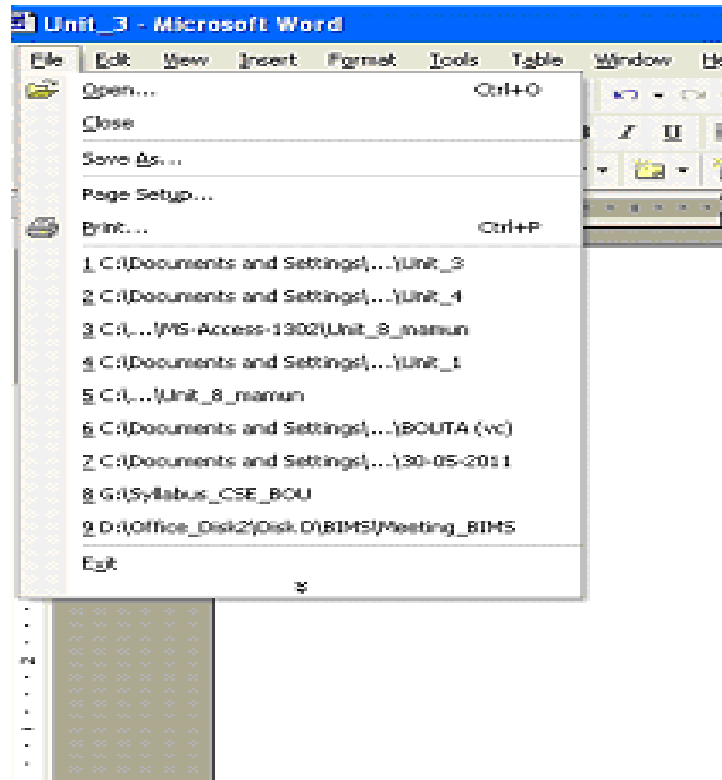 Unit_3 - Microsoft Word
File Edit View Insert Format Tools Table Window
Open... Ctrl+O
Close
Save As...
Page Setup...
Print... Ctrl+P
1 C:\Documents and Settings\...\Unit_3
2 C:\Documents and Settings\...\Unit_4
3 C:\...\MS-Access-1302\Unit_8_mamun
4 C:\Documents and Settings\...\Unit_1
5 C:\...\Unit_8_mamun
6 C:\Documents and Settings\...\BOUTA (vc)
7 C:\Documents and Settings\...\30-05-2011
8 G:\Syllabus_CSE_BOU
9 D:\Office_Disk2\Disk D\BIMS\Meeting_BIMS
Exit